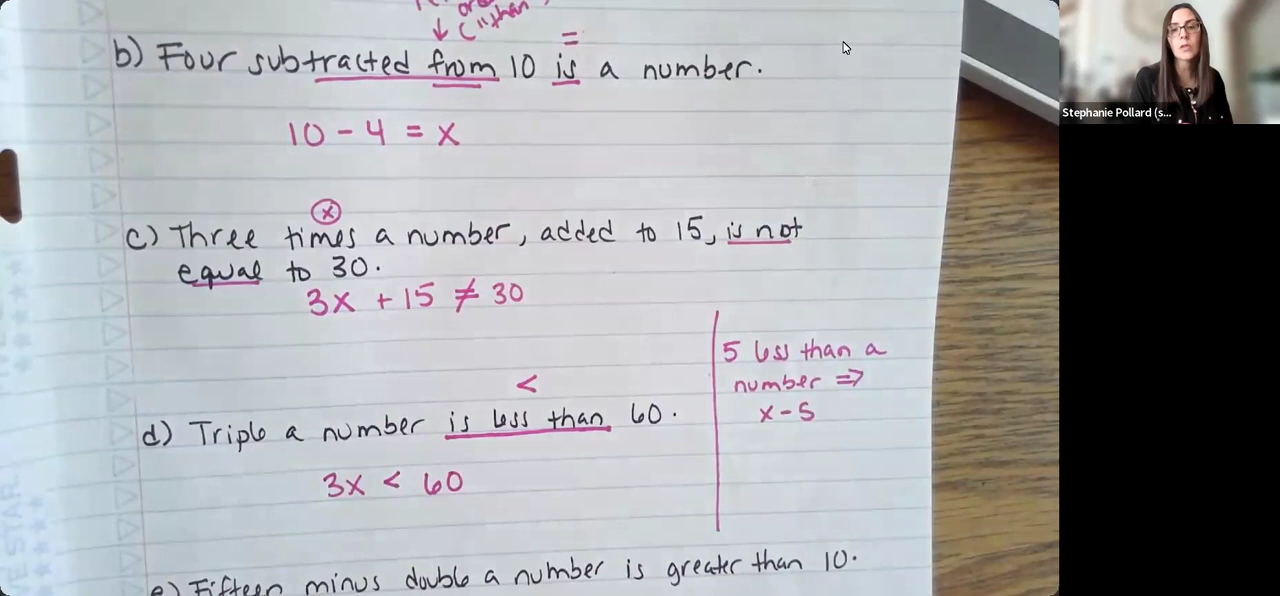 (
"than
=
b) Four subtracted from 10 is a number.
10 - 4 = x
x
c) Three times a number, added to 15, is not
equal to 30.
3x + 15 ≠ 30
<
d) Triple a number is less than 60.
3x < 60
5 less than a
number ⇒
x - 5
e) Fifteen minus double a number is greater than 10.
Stephanie Pollard (s...